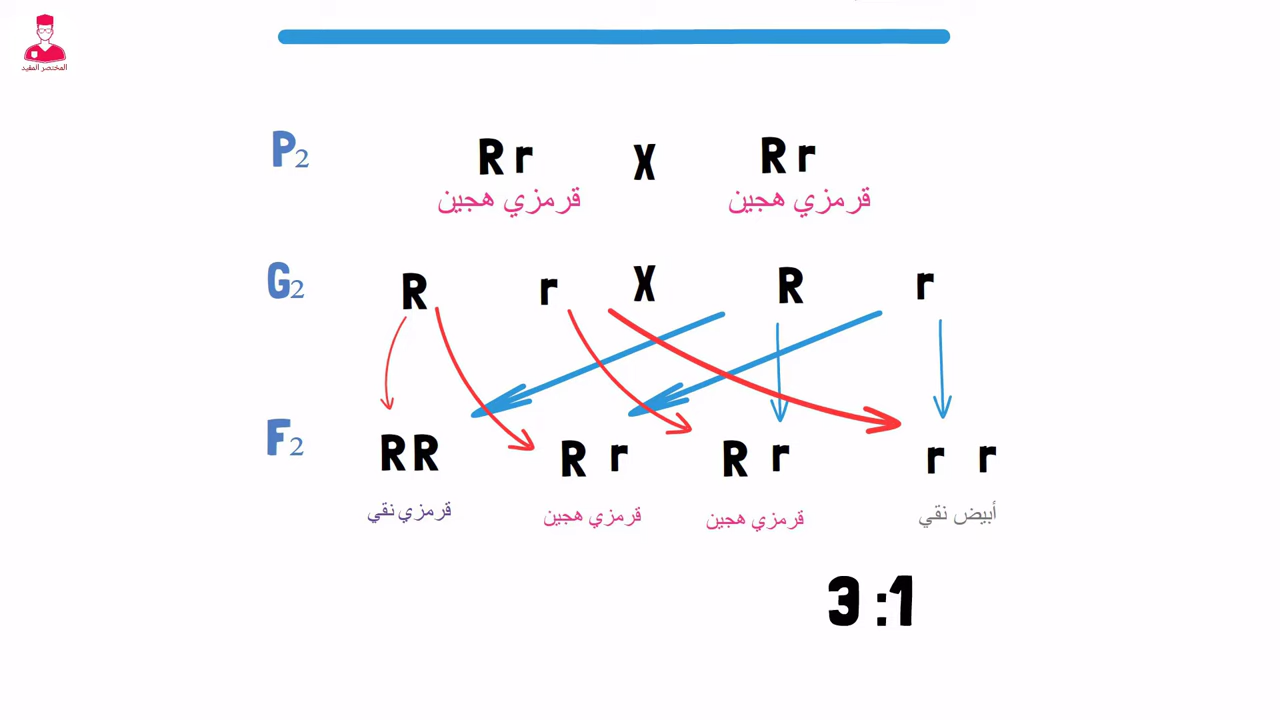 المختصر المفيد
P2 Rr X Rr
قرمزي هجين قرمزي هجين
G2 R r X R r
F2 RR Rr Rr rr
قرمزي نقي قرمزي هجين قرمزي هجين أبيض نقي
3:1